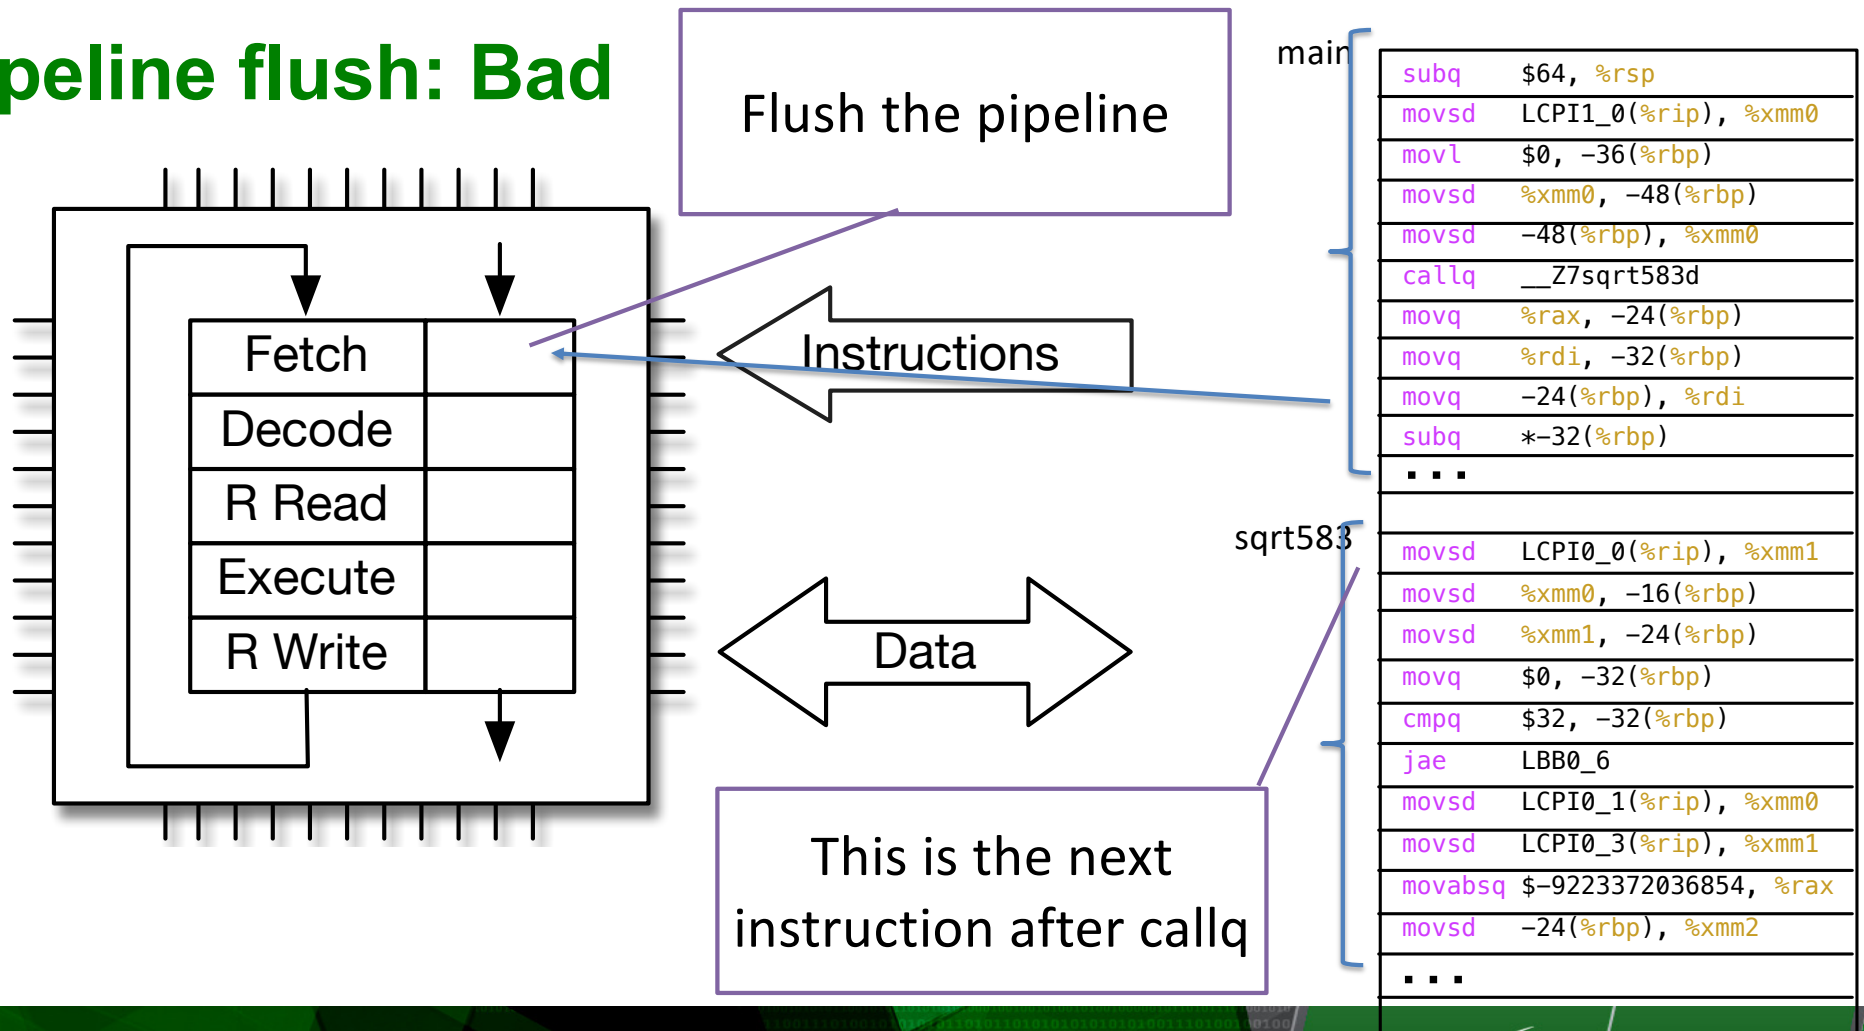 peline flush: Bad
Flush the pipeline
Fetch
Decode
R Read
Execute
R Write
Instructions
Data
This is the next
instruction after callq
main
subq $64, %rsp
movsd LCPI1_0(%rip), %xmm0
movl $0, -36(%rbp)
movsd %xmm0, -48(%rbp)
movsd -48(%rbp), %xmm0
callq __Z7sqrt583d
movq %rax, -24(%rbp)
movq %rdi, -32(%rbp)
movq -24(%rbp), %rdi
subq *-32(%rbp)
...
sqrt583
movsd LCPI0_0(%rip), %xmm1
movsd %xmm0, -16(%rbp)
movsd %xmm1, -24(%rbp)
movq $0, -32(%rbp)
cmpq $32, -32(%rbp)
jae LBB0_6
movsd LCPI0_1(%rip), %xmm0
movsd LCPI0_3(%rip), %xmm1
movabsq $-9223372036854, %rax
movsd -24(%rbp), %xmm2
...